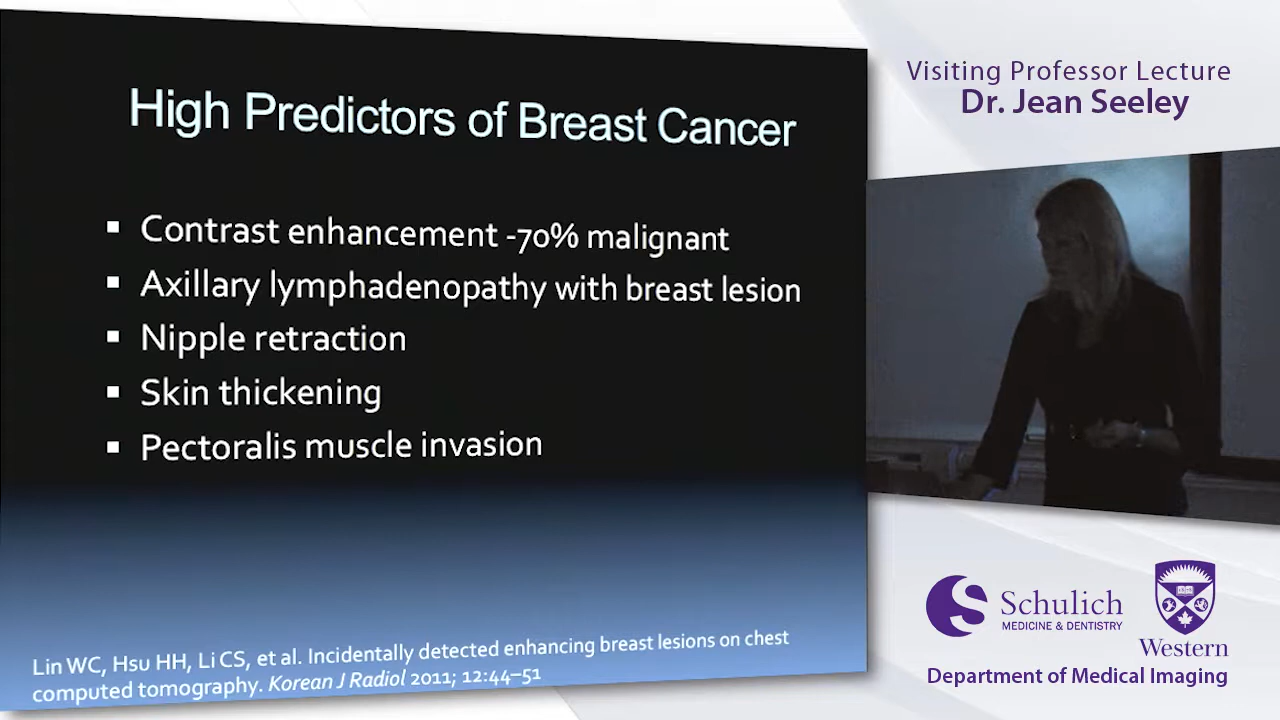 High Predictors of Breast Cancer
Contrast enhancement -70% malignant
Axillary lymphadenopathy with breast lesion
Nipple retraction
Skin thickening
Pectoralis muscle invasion
Lin WC, Hsu HH, Li CS, et al. Incidentally detected enhancing breast lesions on chest
computed tomography. Korean J Radiol 2011; 12:44–51
Visiting Professor Lecture
Dr. Jean Seeley
Schulich
MEDICINE & DENTISTRY
Western
Department of Medical Imaging